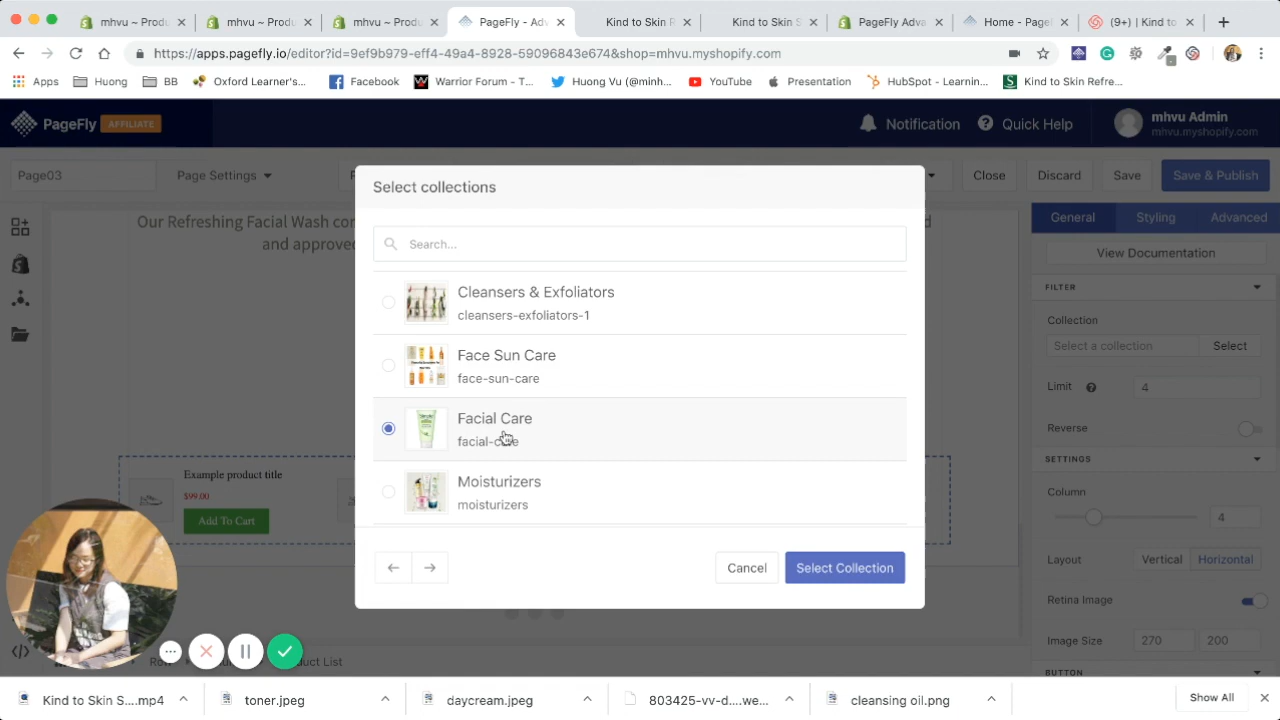 mhvu ~ Produ
mhvu ~ Produ
mhvu ~ Produ
PageFly - Adv
Kind to Skin R
Kind to Skin S
PageFly Adva
Home - PageF
(9+) | Kind to
https://apps.pagefly.io/editor?id=9ef9b979-eff4-49a4-8928-59096843e674&shop=mhvu.myshopify.com
Apps
Huong
BB
Oxford Learner's...
Facebook
Warrior Forum - T...
Huong Vu (@minh...
YouTube
Presentation
HubSpot - Learnin...
Kind to Skin Refre...
PageFly AFFILIATE
Notification
Quick Help
mhvu Admin
mhvu.myshopify.com
Page03
Page Settings
Close
Discard
Save
Save & Publish
Our Refreshing Facial Wash
and approve
Select collections
Search...
Cleansers & Exfoliators
cleansers-exfoliators-1
Face Sun Care
face-sun-care
Facial Care
facial-care
Moisturizers
moisturizers
Cancel
Select Collection
Example product title
$99.00
Add To Cart
General
Styling
Advanced
View Documentation
FILTER
Collection
Select a collection
Select
Limit
4
Reverse
SETTINGS
Column
4
Layout
Vertical
Horizontal
Retina Image
Image Size
270
200
BUTTON
Row
List
Kind to Skin S....mp4
toner.jpeg
daycream.jpeg
803425-vv-d....we...
cleansing oil.png
Show All